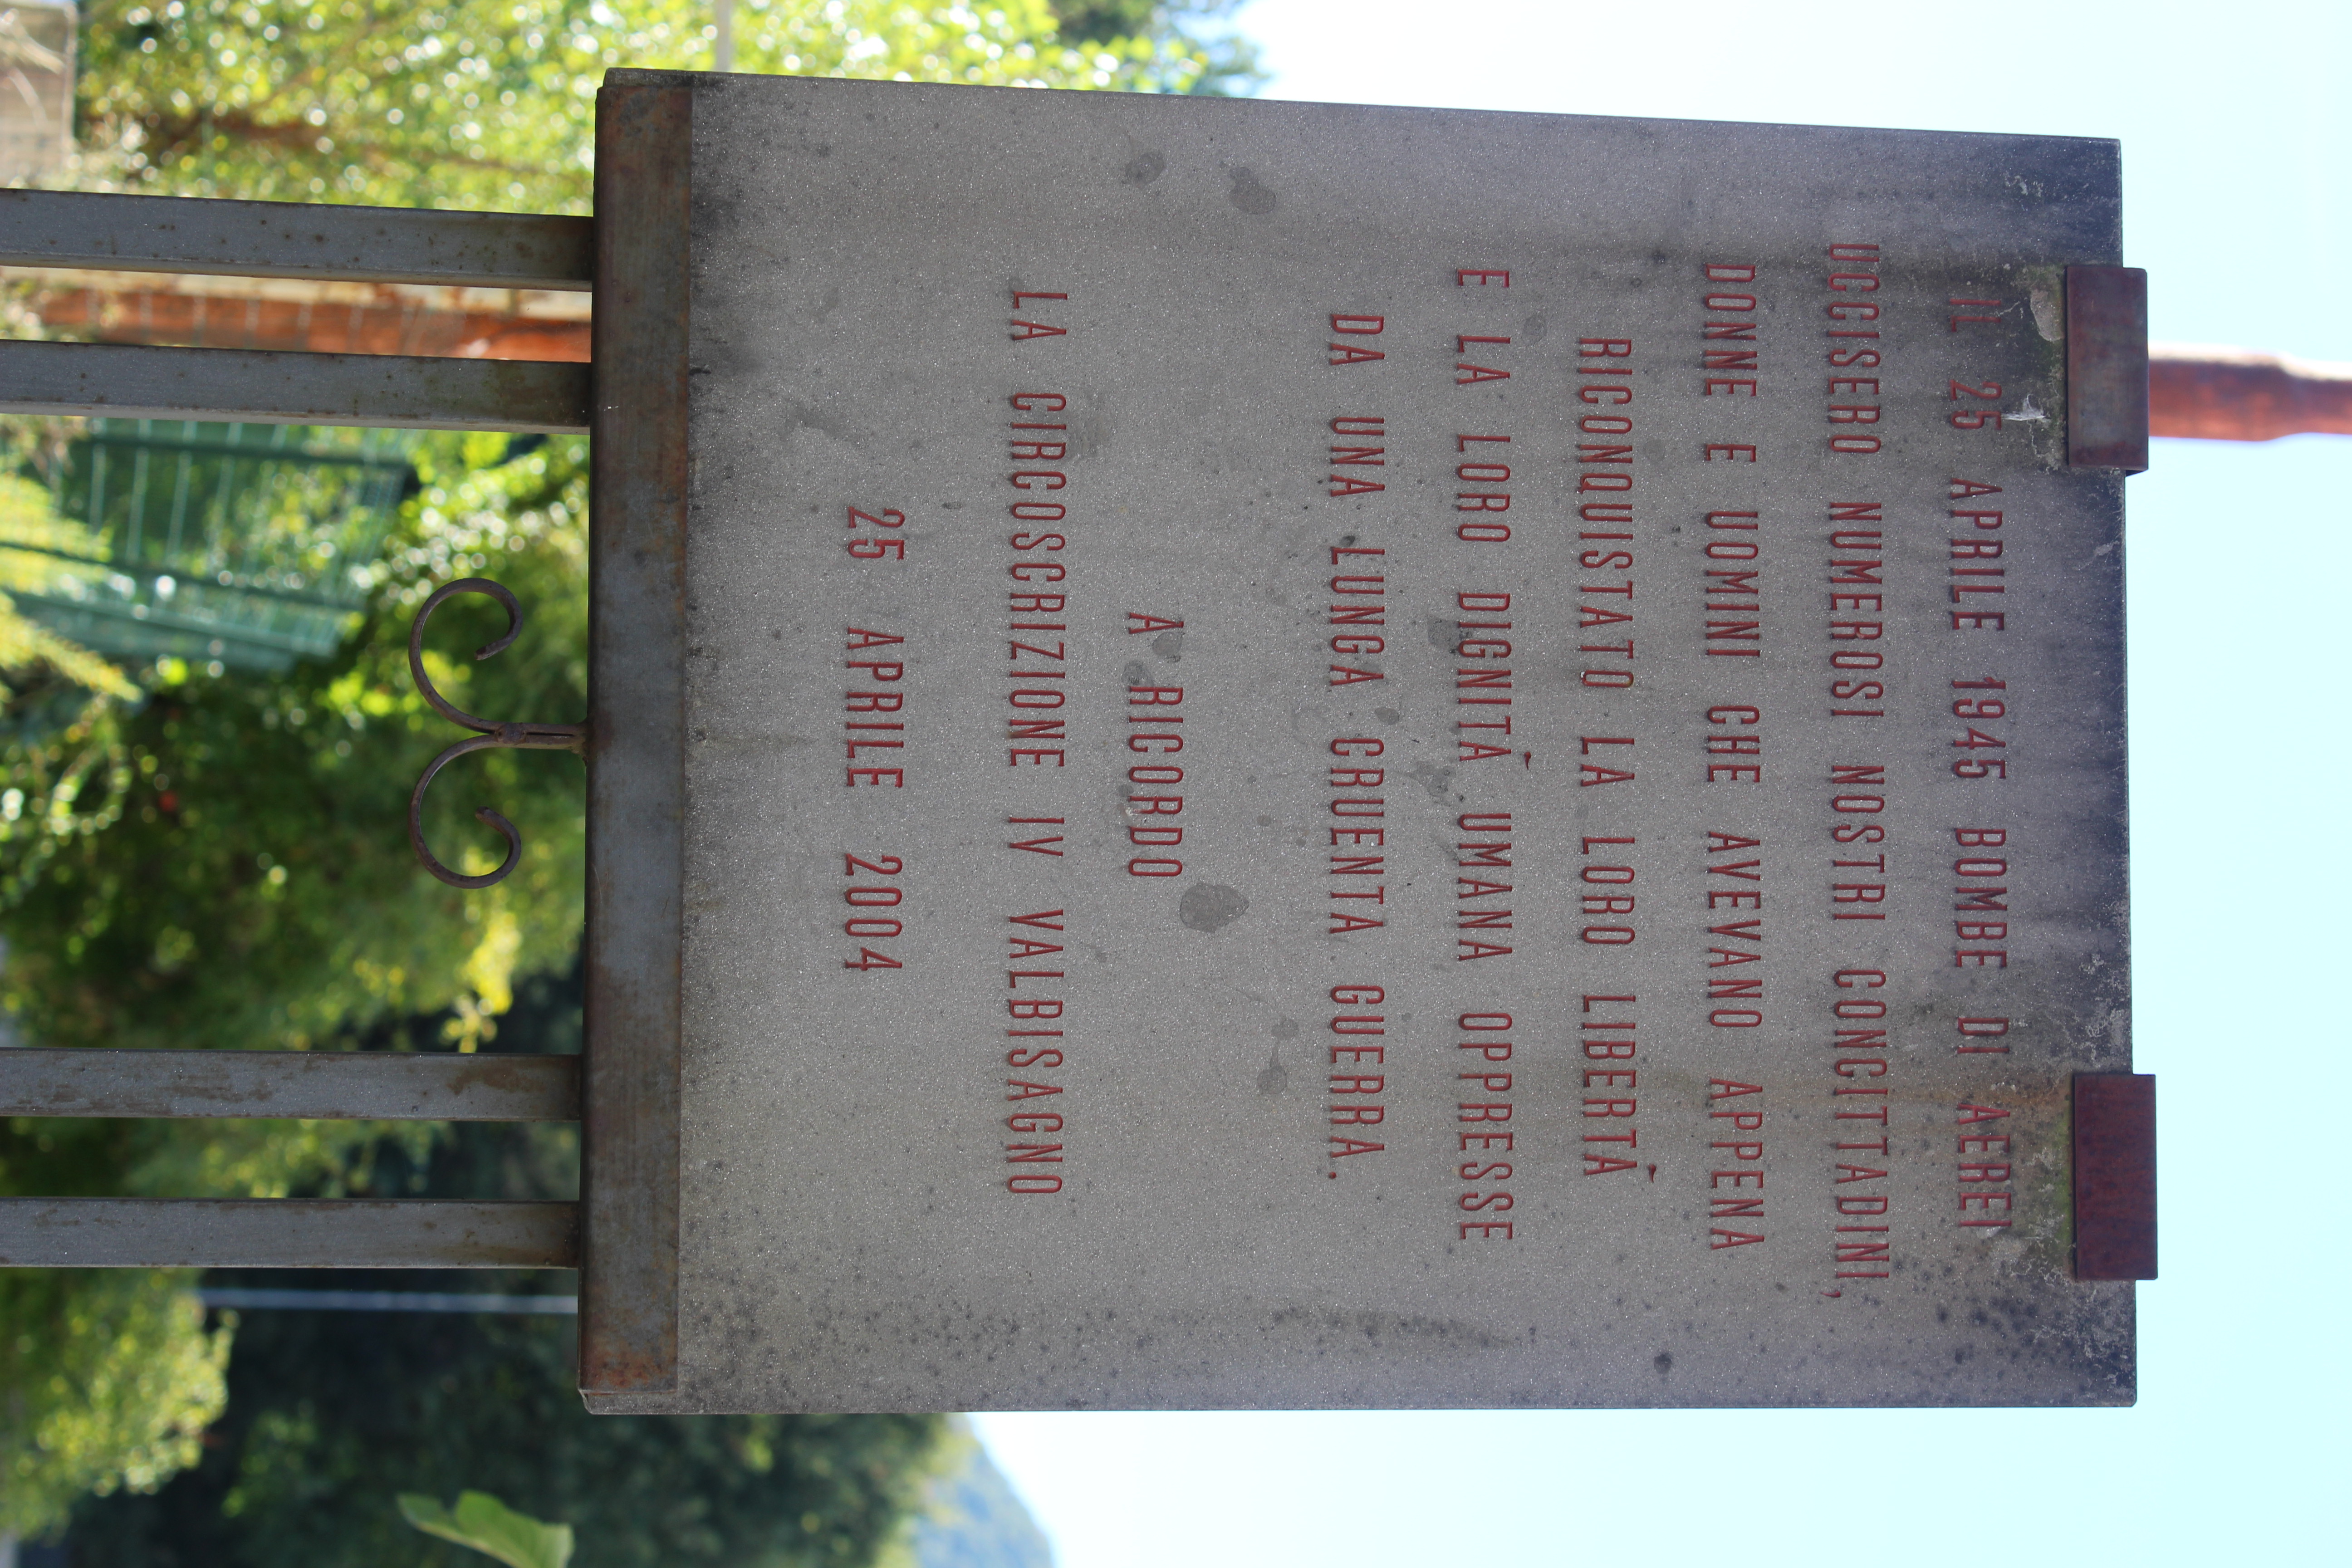 IL 25 APRILE 1945 BOMBE DI AEREI
UCCISERO NUMEROSI NOSTRI CONCITTADINI,
DONNE E UOMINI CHE AVEVANO APPENA
RICONQUISTATO LA LORO LIBERTÀ
E LA LORO DIGNITÀ UMANA OPPRESSE
DA UNA LUNGA CRUENTA GUERRA.
A RICORDO
LA CIRCOSCRIZIONE IV VALBISAGNO
25 APRILE 2004